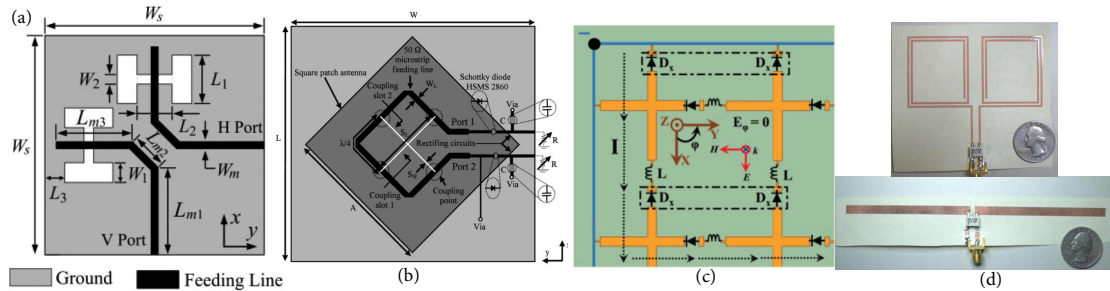 (a)
W_s
W_s
W_2
L_1
L_m3
L_2
H Port
L_m2
W_m
L_3
W_1
L_m1
V Port
x
y
Ground
Feeding Line
W
L
50 Ω
microstrip
feeding line
Square patch antenna
Coupling
slot 2
W_L
Schottky diode
HSMS 2860
Via
C
Port 1
R
λ/4
Rectifing circuits
Port 2
R
C
Via
Coupling
slot 1
Coupling
point
Via
A
y
(b)
D_x
D_x
Z
Y
φ
X
E_φ = 0
H
k
E
I
L
L
D_x
D_x
(c)
(d)